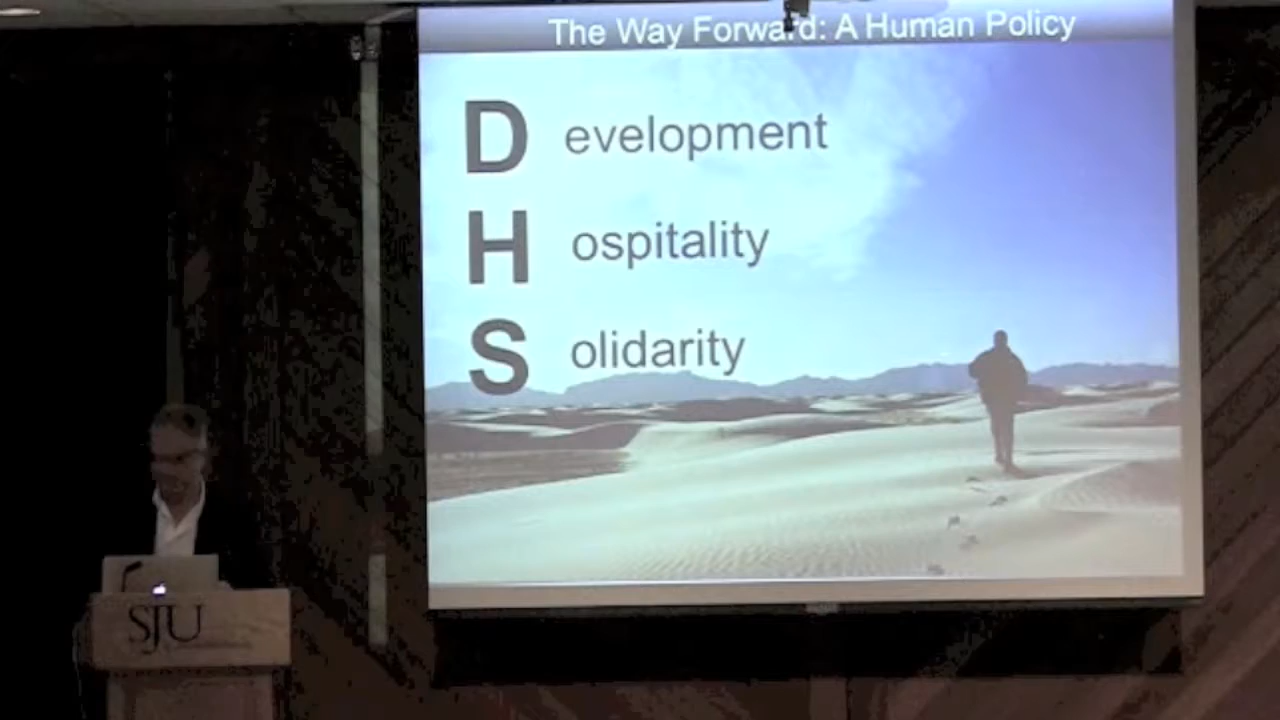 The Way Forward: A Human Policy
D evelopment
H ospitality
S olidarity
SJU